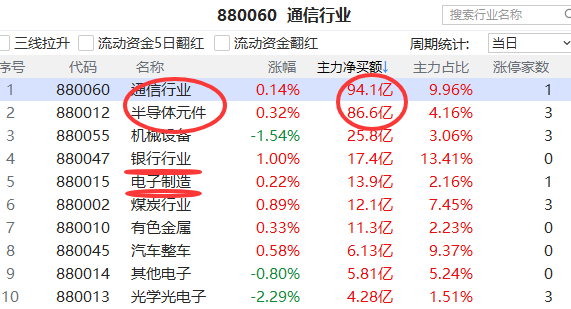 880060 通信行业
搜索行业名称
三线拉升 流动资金5日翻红 流动资金翻红 周期统计: 当日
序号 代码 名称 涨幅 主力净买额↓ 主力占比 涨停家数
1 880060 通信行业 0.14% 94.1亿 9.96% 1
2 880012 半导体元件 0.32% 86.6亿 4.16% 3
3 880055 机械设备 -1.54% 25.8亿 3.06% 3
4 880047 银行行业 1.00% 17.4亿 13.41% 0
5 880015 电子制造 0.22% 13.9亿 2.16% 1
6 880002 煤炭行业 0.89% 12.1亿 7.45% 3
7 880010 有色金属 0.33% 11.3亿 2.23% 0
8 880045 汽车整车 0.58% 6.13亿 9.37% 0
9 880014 其他电子 -0.80% 5.81亿 5.24% 0
10 880013 光学光电子 -2.29% 4.28亿 1.51% 3